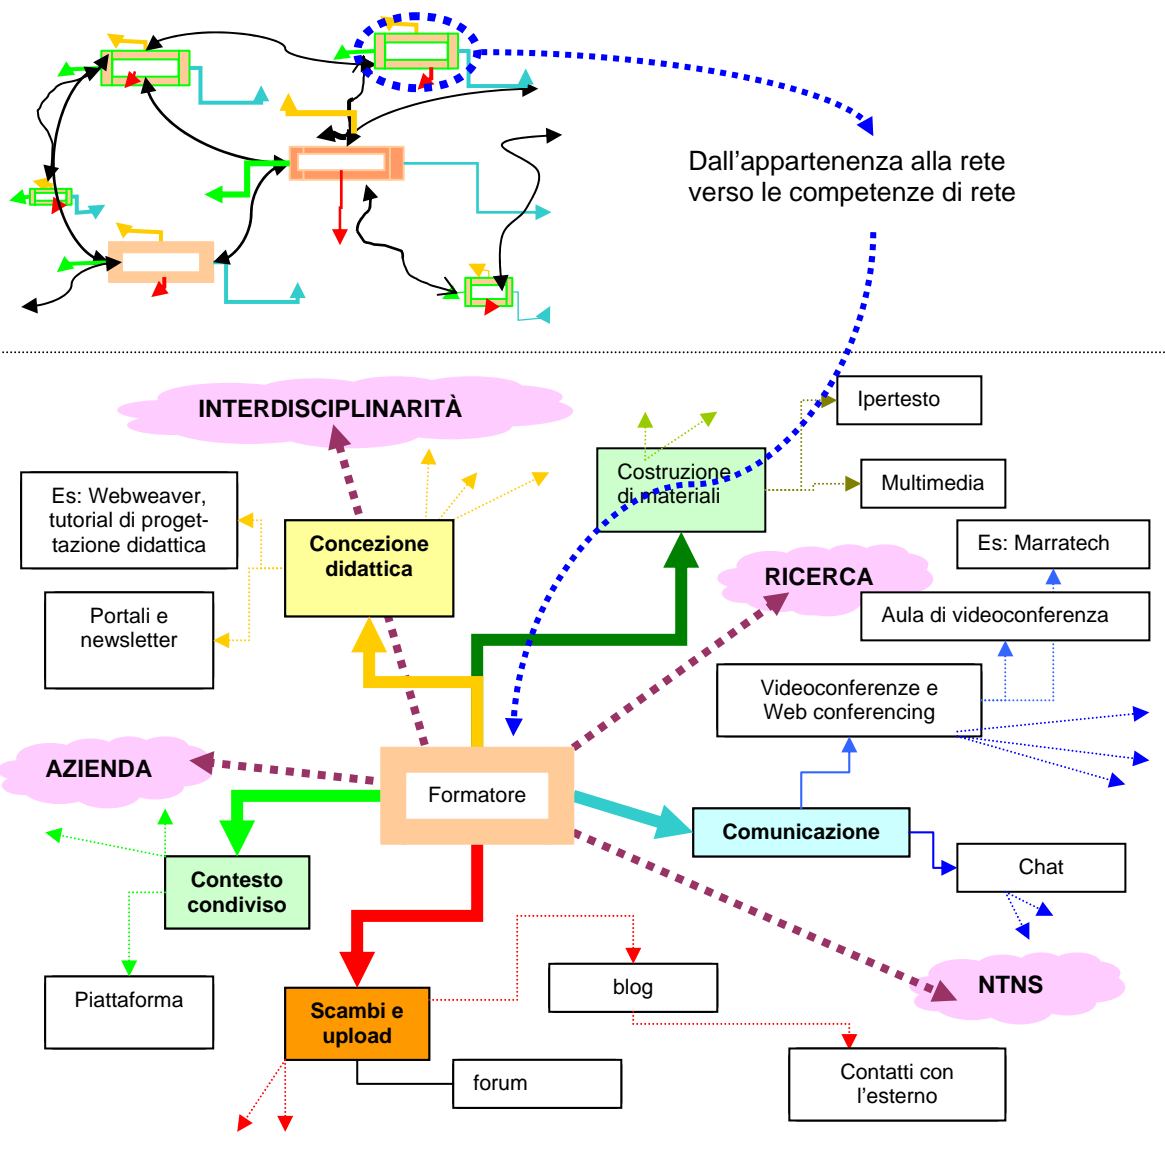 Dall'appartenenza alla rete
verso le competenze di rete
INTERDISCIPLINARITÀ
Ipertesto
Costruzione
di materiali
Multimedia
Es: Webweaver,
tutorial di proget-
tazione didattica
Concezione
didattica
Es: Marratech
RICERCA
Portali e
newsletter
Aula di videoconferenza
Videoconferenze e
Web conferencing
AZIENDA
Formatore
Comunicazione
Chat
Contesto
condiviso
Piattaforma
Scambi e
upload
blog
NTNS
forum
Contatti con
l'esterno